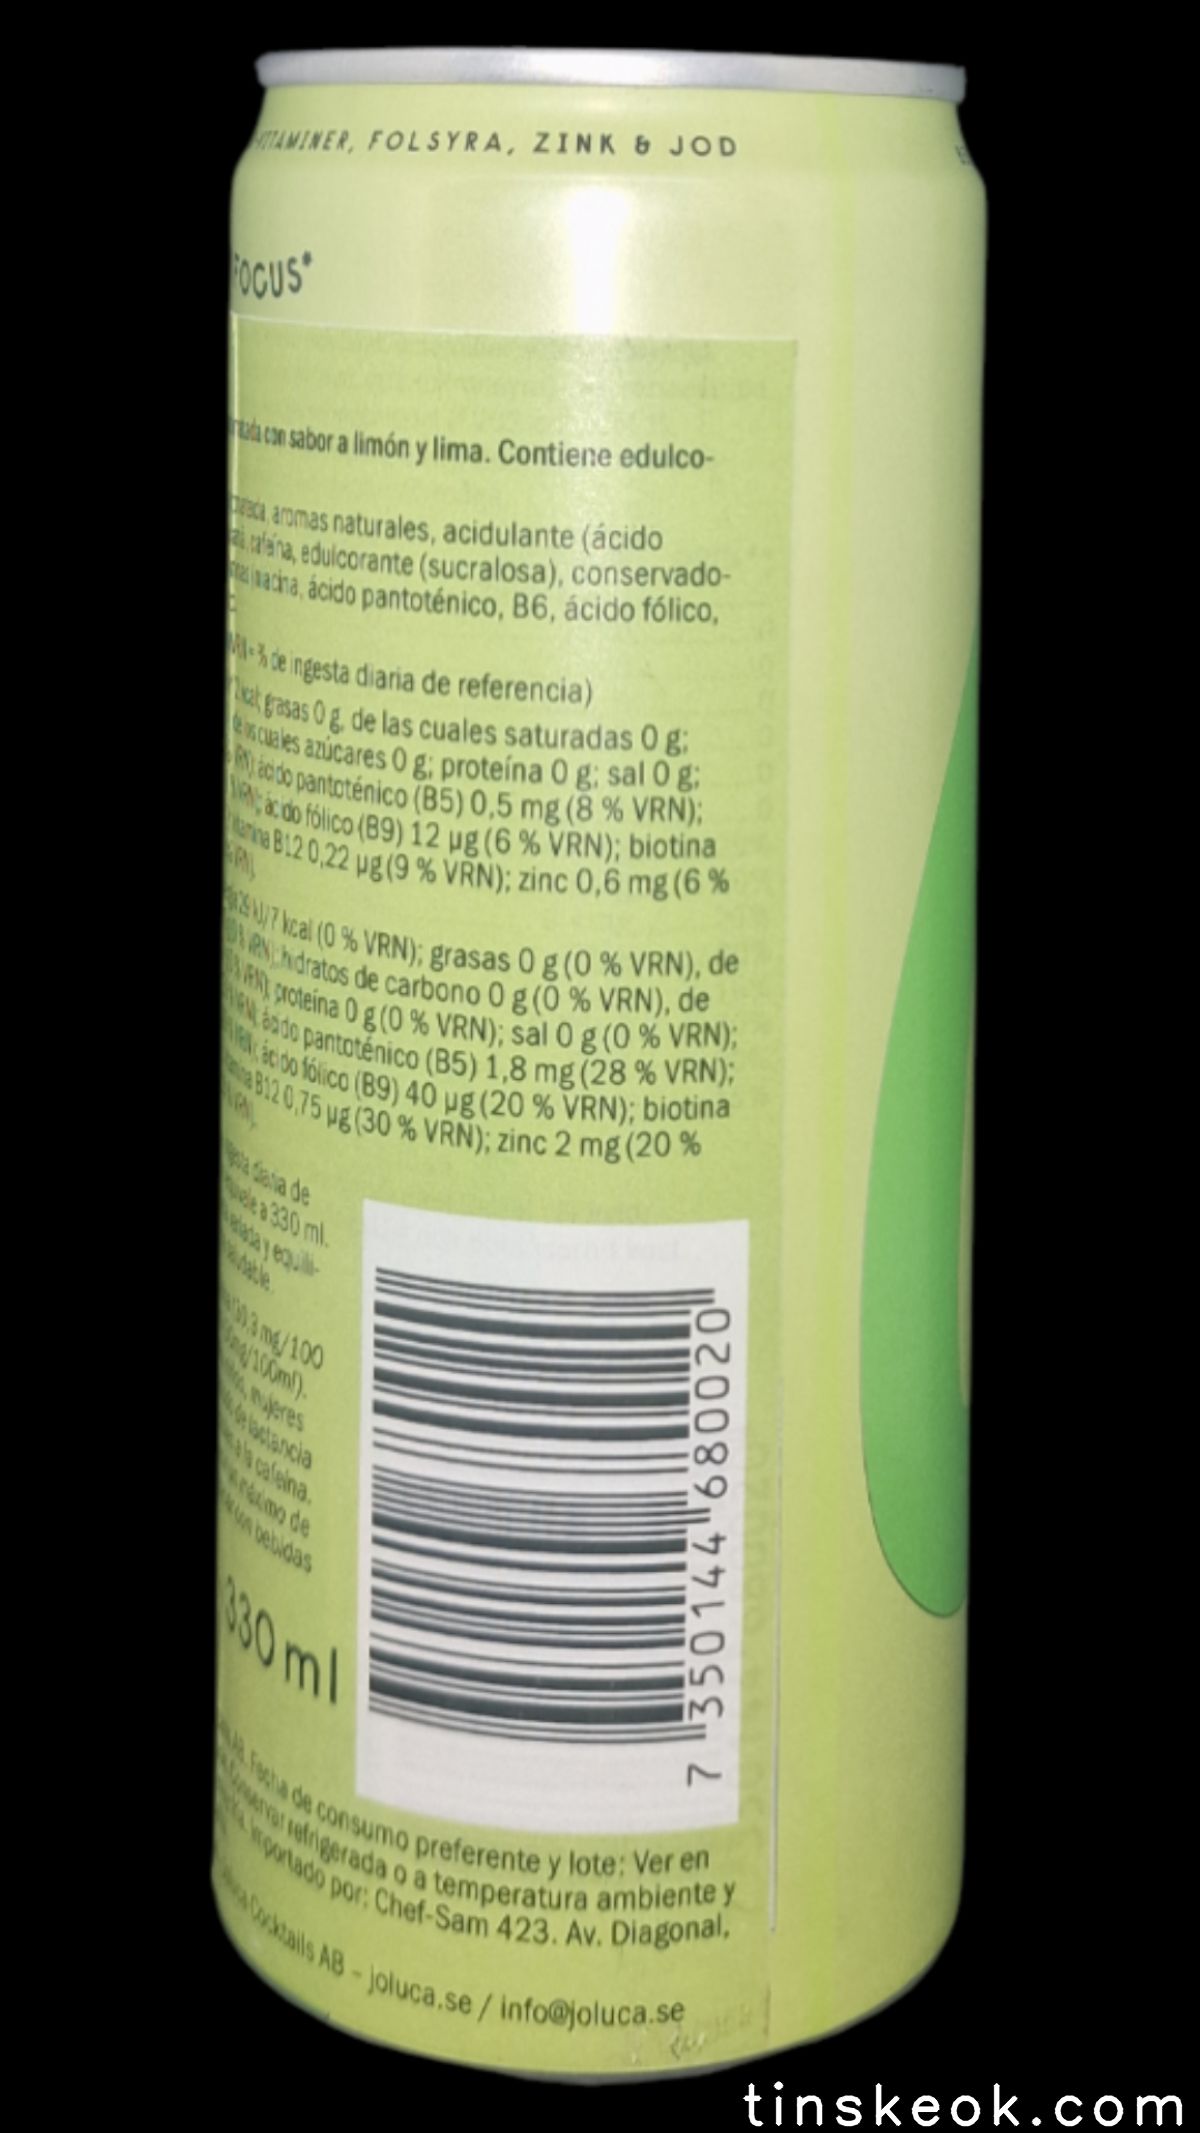 VITAMINER, FOLSYRA, ZINK & JOD
FOCUS*
con sabor a limón y lima. Contiene edulco-
aromas naturales, acidulante (ácido
cafeína, edulcorante (sucralosa), conservado-
ácido pantoténico, B6, ácido fólico,
% de ingesta diaria de referencia)
grasas 0 g, de las cuales saturadas 0 g;
cuales azúcares 0 g; proteína 0 g; sal 0 g;
ácido pantoténico (B5) 0,5 mg (8 % VRN);
ácido fólico (B9) 12 µg (6 % VRN); biotina
B12 0,22 µg (9 % VRN); zinc 0,6 mg (6 %
kJ/7 kcal (0 % VRN); grasas 0 g (0 % VRN), de
hidratos de carbono 0 g (0 % VRN), de
proteína 0 g (0 % VRN); sal 0 g (0 % VRN);
ácido pantoténico (B5) 1,8 mg (28 % VRN);
ácido fólico (B9) 40 µg (20 % VRN); biotina
B12 0,75 µg (30 % VRN); zinc 2 mg (20 %
diaria de
a 330 ml.
y equili-
mg/100
mg/100ml).
mujeres
de lactancia
a la cafeína.
máximo de
con bebidas
330 ml
7 350144 680020
AB. Fecha de consumo preferente y lote: Ver en
Conservar refrigerada o a temperatura ambiente y
Importado por: Chef-Sam 423. Av. Diagonal,
Cocktails AB – joluca.se / info@joluca.se
tinskeok.com